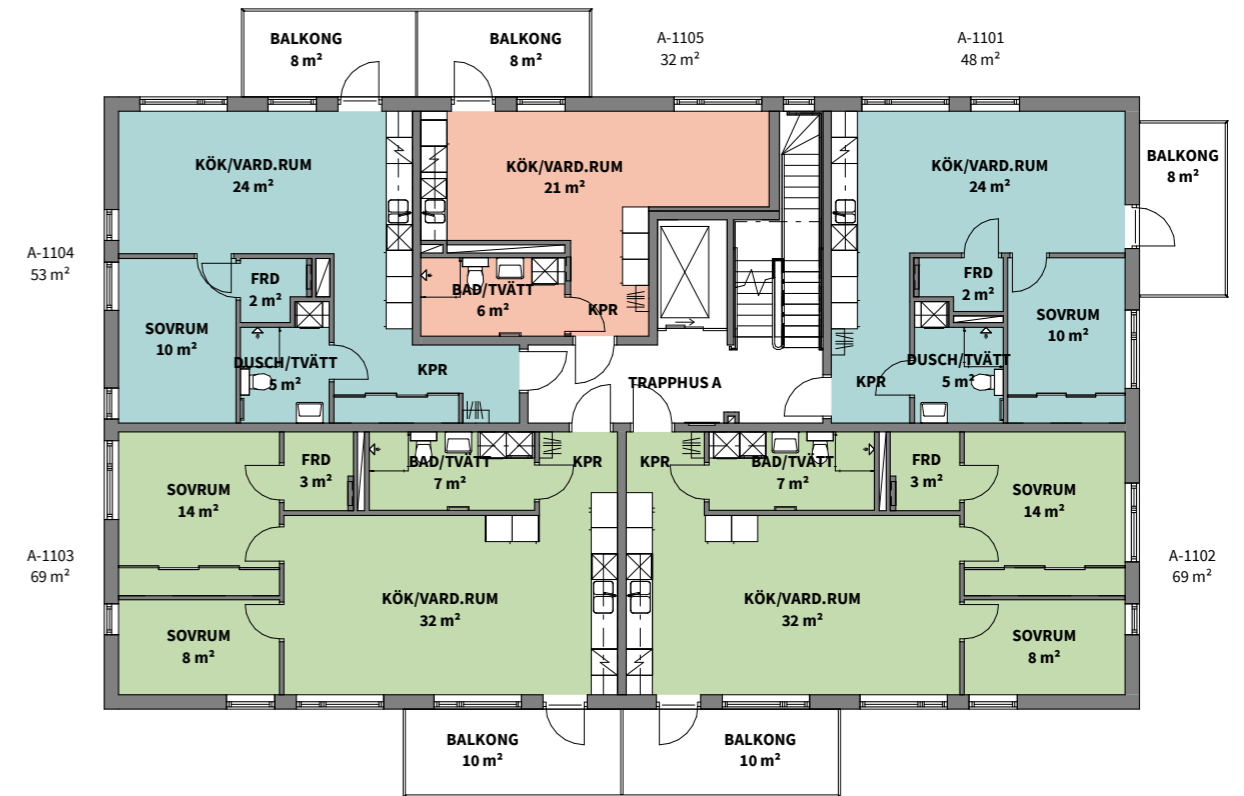 BALKONG
8 m²
BALKONG
8 m²
A-1105
32 m²
A-1101
48 m²
KÖK/VARD.RUM
24 m²
KÖK/VARD.RUM
21 m²
KÖK/VARD.RUM
24 m²
BALKONG
8 m²
A-1104
53 m²
FRD
2 m²
BAD/TVÄTT
6 m²
KPR
FRD
2 m²
SOVRUM
10 m²
SOVRUM
10 m²
DUSCH/TVÄTT
5 m²
KPR
TRAPPHUS A
KPR
DUSCH/TVÄTT
5 m²
SOVRUM
14 m²
FRD
3 m²
BAD/TVÄTT
7 m²
KPR
KPR
BAD/TVÄTT
7 m²
FRD
3 m²
SOVRUM
14 m²
A-1103
69 m²
A-1102
69 m²
KÖK/VARD.RUM
32 m²
KÖK/VARD.RUM
32 m²
SOVRUM
8 m²
SOVRUM
8 m²
BALKONG
10 m²
BALKONG
10 m²